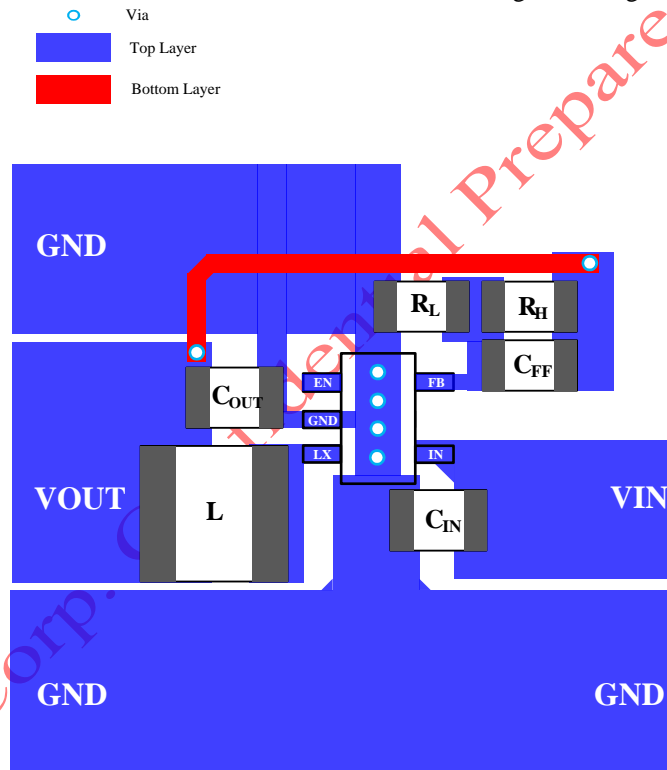 Via
Top Layer
Bottom Layer
Confidential Prepare
GND
RL
RH
CFF
COUT
EN
FB
GND
LX
IN
VOUT
L
CIN
VIN
Corp.
GND
GND